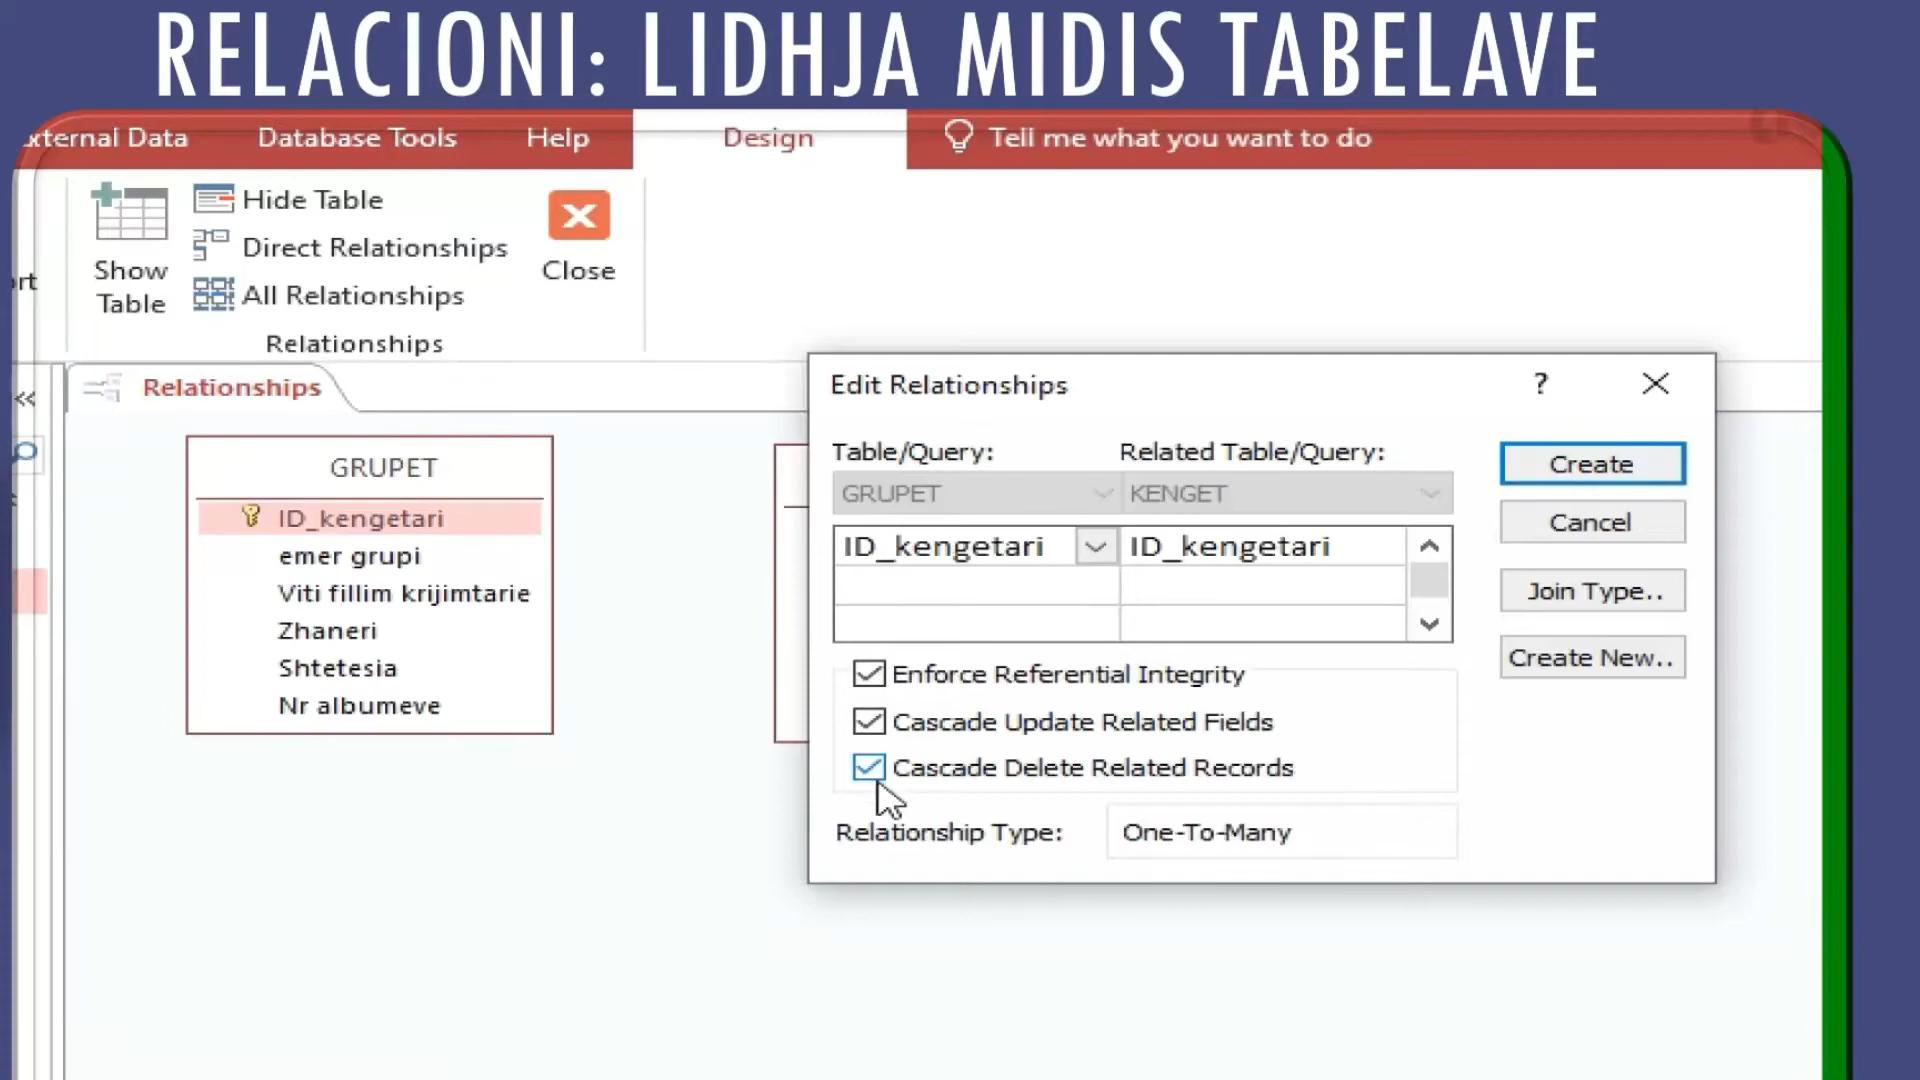 RELACIONI: LIDHJA MIDIS TABELAVE
xternal Data
Database Tools
Help
Design
Tell me what you want to do
Show
Table
Hide Table
Direct Relationships
All Relationships
Close
rt
Relationships
Relationships
GRUPET
ID_kengetari
emer grupi
Viti fillim krijimtarie
Zhaneri
Shtetesia
Nr albumeve
Edit Relationships
?
Table/Query:
Related Table/Query:
GRUPET
KENGET
ID_kengetari
ID_kengetari
Enforce Referential Integrity
Cascade Update Related Fields
Cascade Delete Related Records
Relationship Type:
One-To-Many
Create
Cancel
Join Type..
Create New..